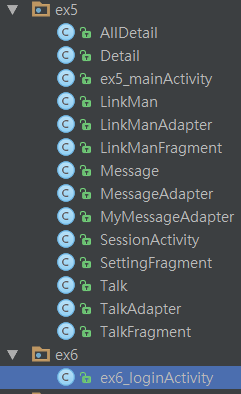 ex5
AllDetail
Detail
ex5_mainActivity
LinkMan
LinkManAdapter
LinkManFragment
Message
MessageAdapter
MyMessageAdapter
SessionActivity
SettingFragment
Talk
TalkAdapter
TalkFragment
ex6
ex6_loginActivity